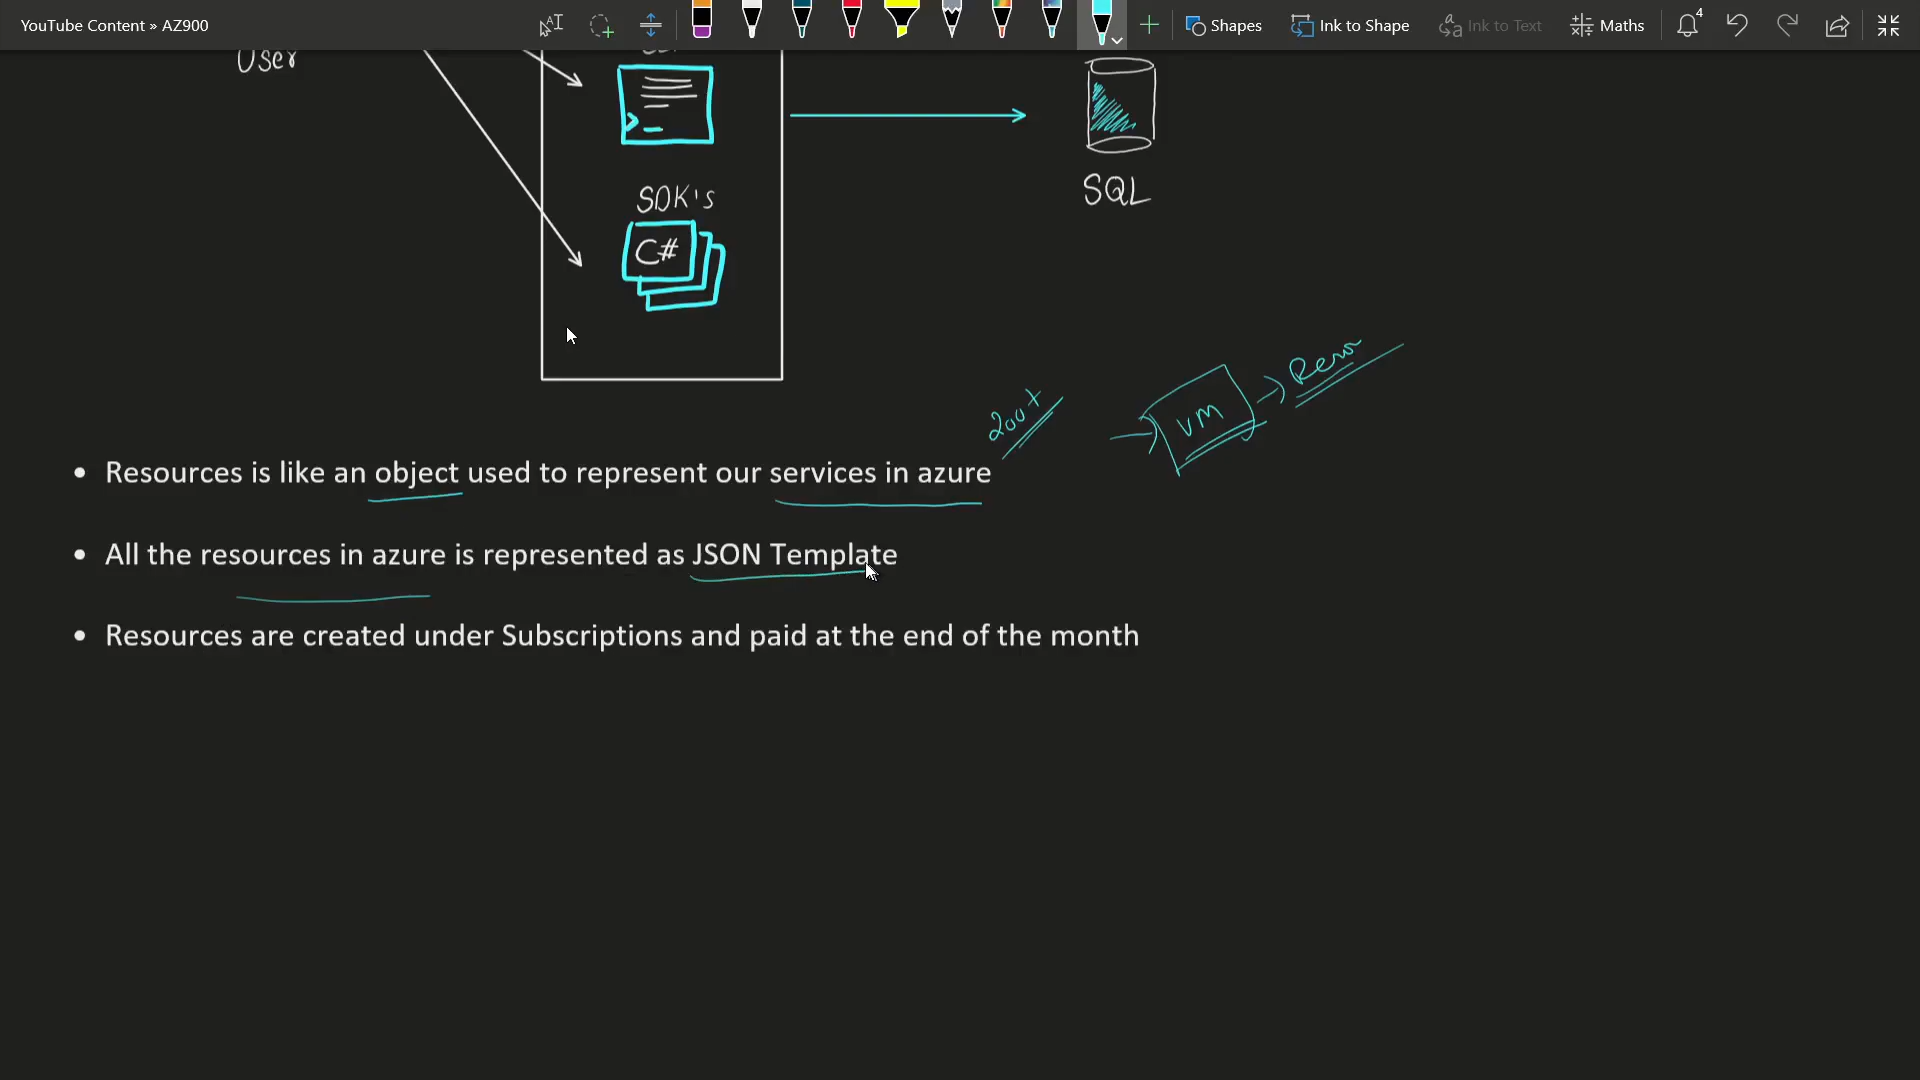 YouTube Content » AZ900
Shapes
Ink to Shape
Ink to Text
Maths
4
User
SDK's
C#
SQL
200+
VM
• Resources is like an object used to represent our services in azure
• All the resources in azure is represented as JSON Template
• Resources are created under Subscriptions and paid at the end of the month